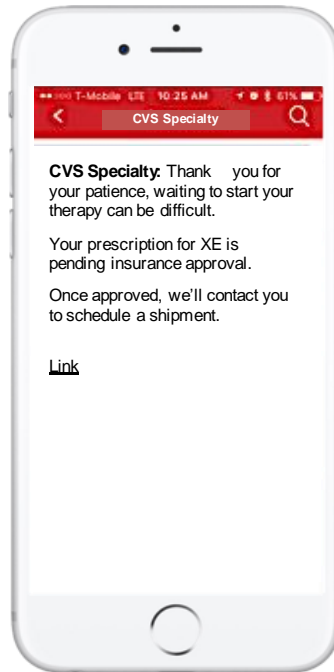 T-Mobile LTE 10:25 AM 61%
CVS Specialty
CVS Specialty: Thank you for
your patience, waiting to start your
therapy can be difficult.
Your prescription for XE is
pending insurance approval.
Once approved, we’ll contact you
to schedule a shipment.
Link